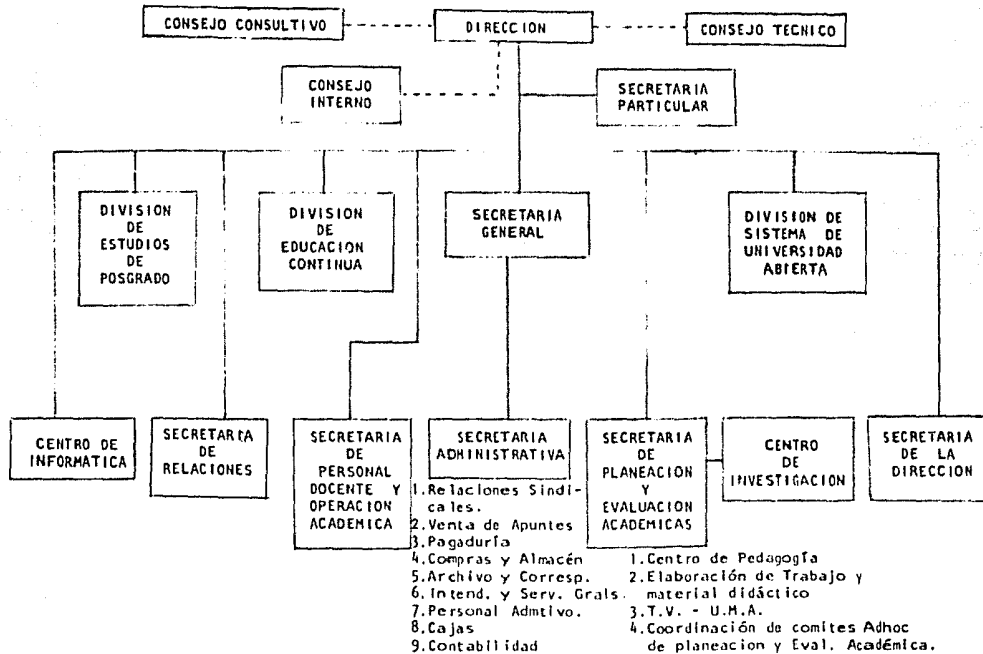 CONSEJO CONSULTIVO
DIRECCION
CONSEJO TECNICO
CONSEJO
INTERNO
SECRETARIA
PARTICULAR
DIVISION
DE
ESTUDIOS
DE
POSGRADO
DIVISION
DE
EDUCACION
CONTINUA
SECRETARIA
GENERAL
DIVISION DE
SISTEMA DE
UNIVERSIDAD
ABIERTA
CENTRO DE
INFORMATICA
SECRETARIA
DE
RELACIONES
SECRETARIA
DE
PERSONAL
DOCENTE Y
OPERACION
ACADEMICA
SECRETARIA
ADMINISTRATIVA
SECRETARIA
DE
PLANEACION
Y
EVALUACION
ACADEMICAS
CENTRO
DE
INVESTIGACION
SECRETARIA
DE LA
DIRECCION
1.Relaciones Sindi-
cales.
2.Venta de Apuntes
3.Pagaduría
4.Compras y Almacén
5.Archivo y Corresp.
6.Intend. y Serv. Grals.
7.Personal Admtivo.
8.Cajas
9.Contabilidad
1.Centro de Pedagogía
2.Elaboración de Trabajo y
material didáctico
3.T.V. - U.M.A.
4.Coordinación de comites Adhoc
de planeacion y Eval. Académica.